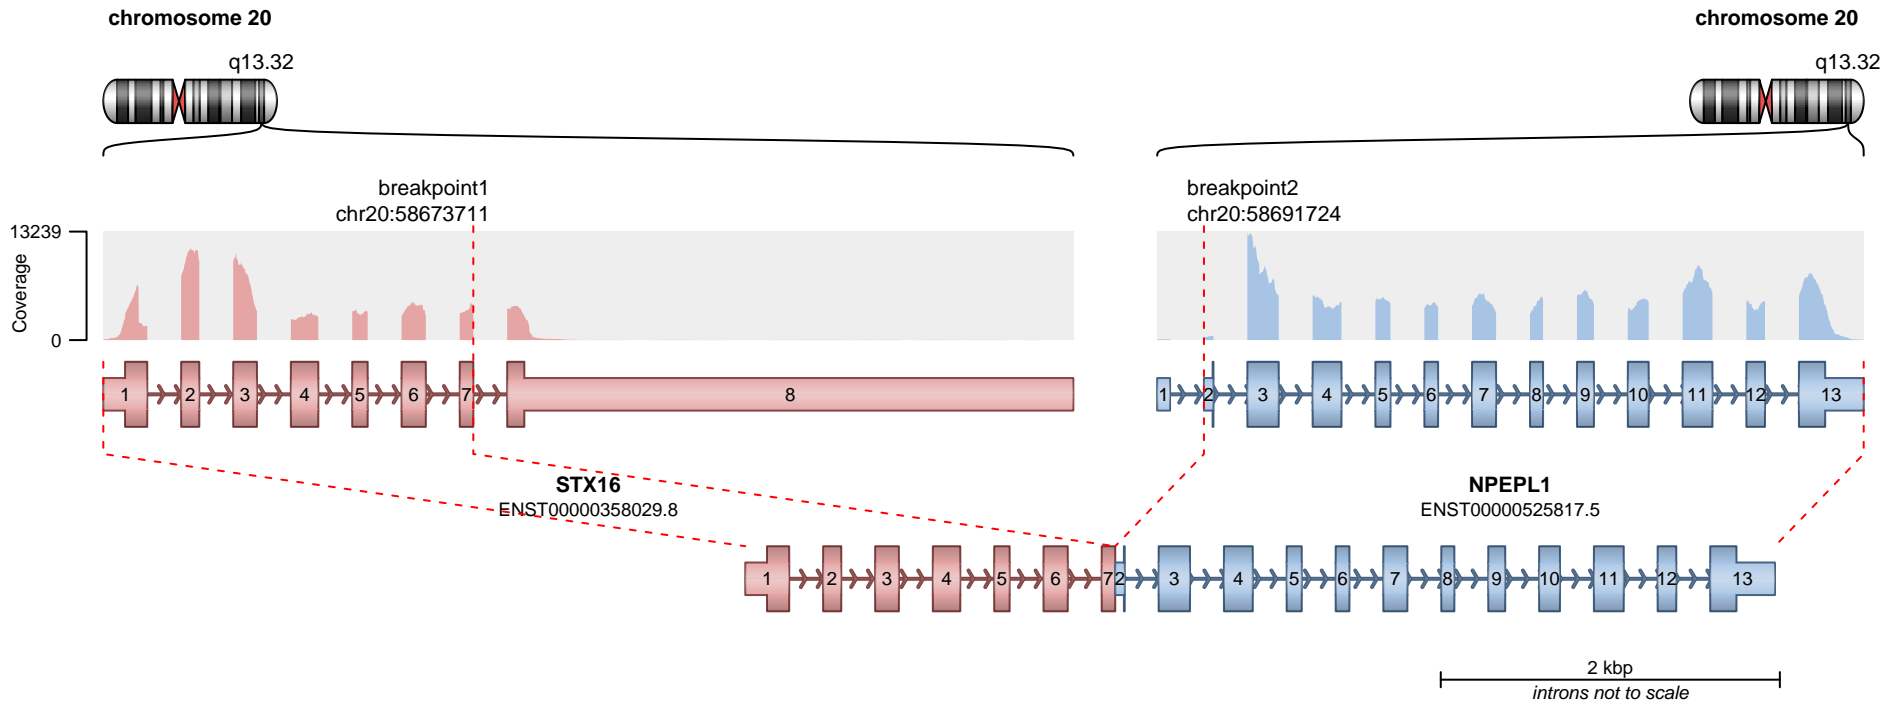 chromosome 20
chromosome 20
q13.32
q13.32
breakpoint1
chr20:58673711
breakpoint2
chr20:58691724
13239
Coverage
0
1 2 3 4 5 6 7 8
1 2 3 4 5 6 7 8 9 10 11 12 13
STX16
ENST00000358029.8
NPEPL1
ENST00000525817.5
1 2 3 4 5 6 7 2 3 4 5 6 7 8 9 10 11 12 13
2 kbp
introns not to scale